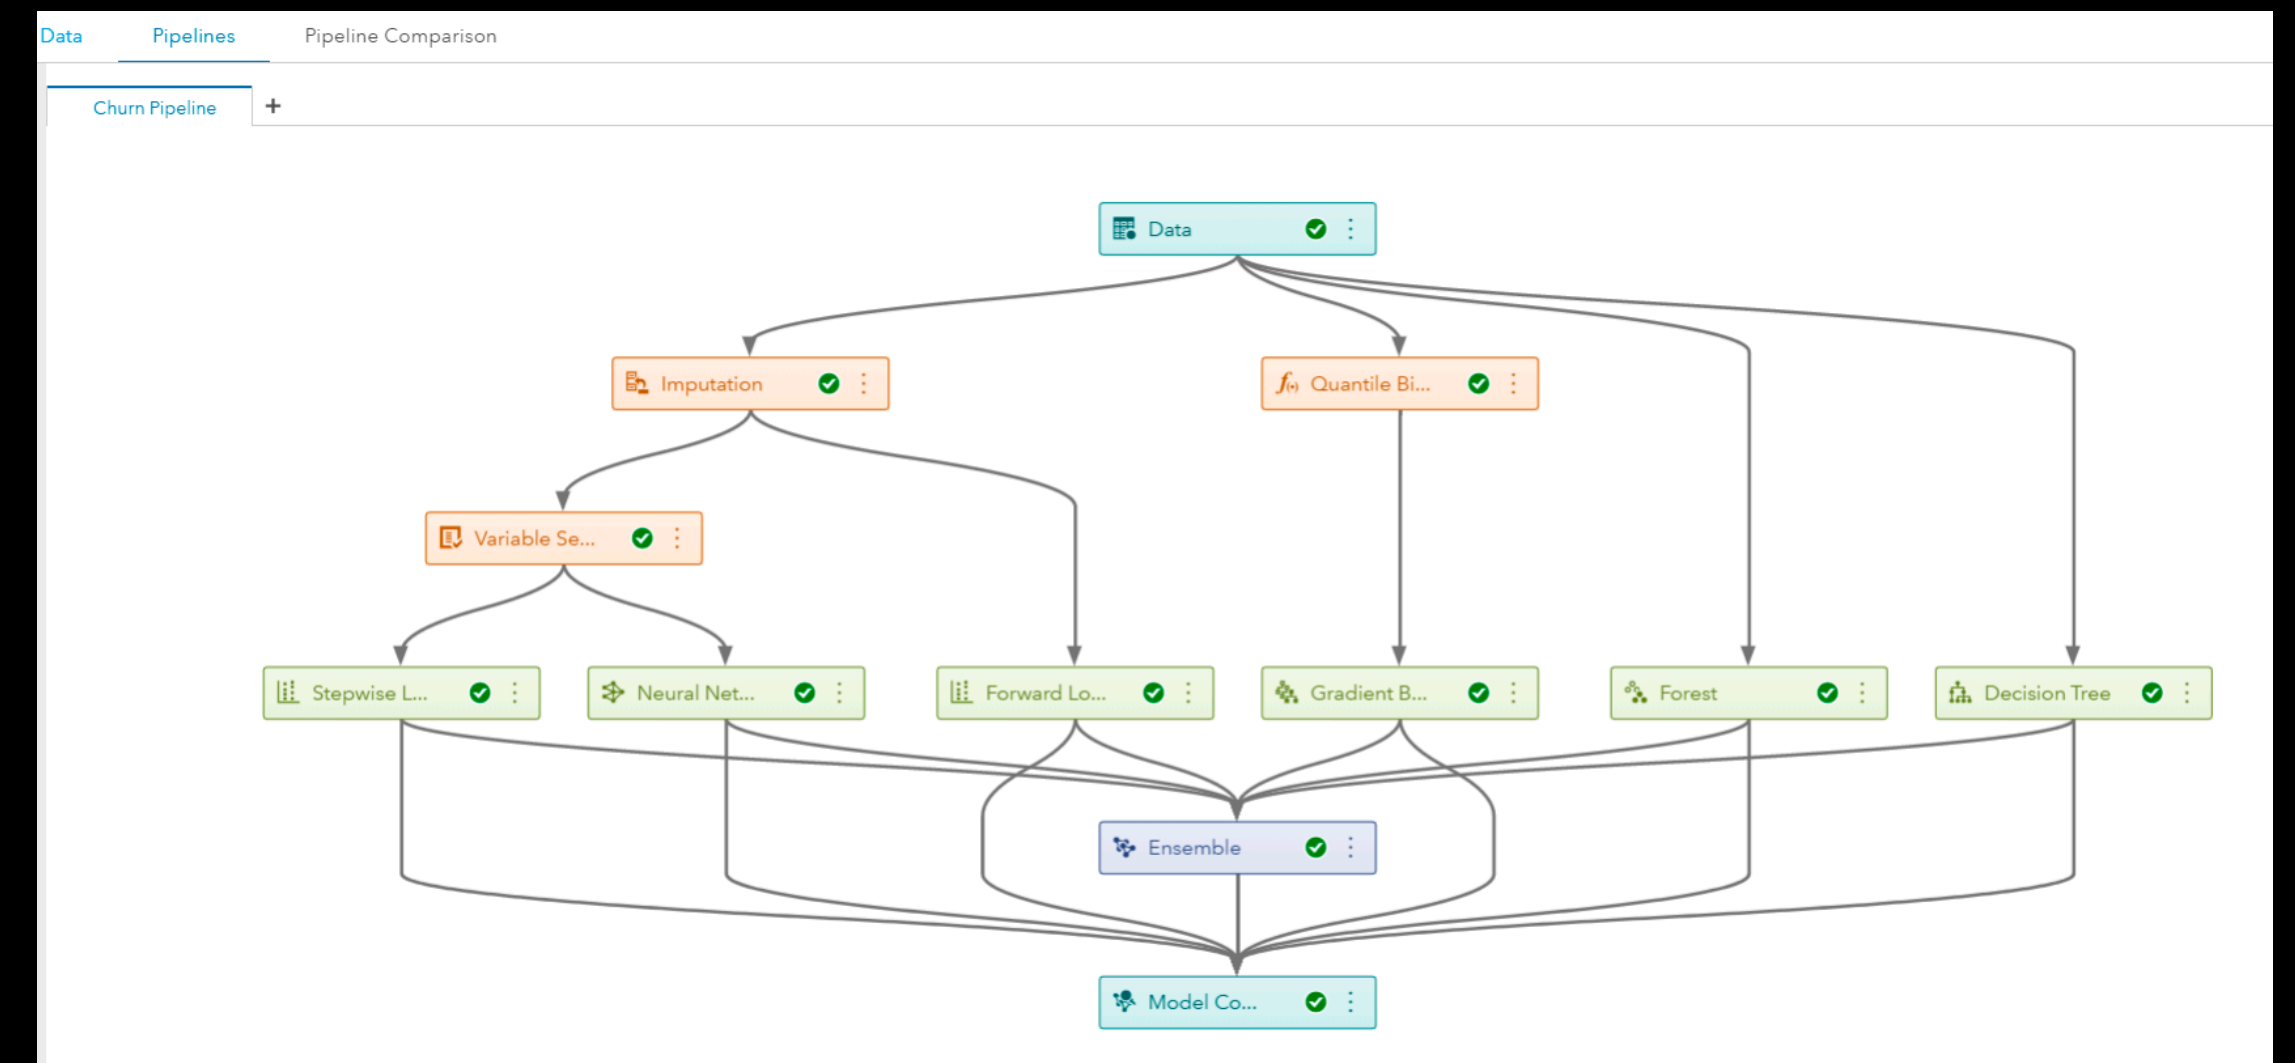 Data Pipelines Pipeline Comparison
Churn Pipeline +
Data
Imputation
Quantile Bi...
Variable Se...
Stepwise L...
Neural Net...
Forward Lo...
Gradient B...
Forest
Decision Tree
Ensemble
Model Co...